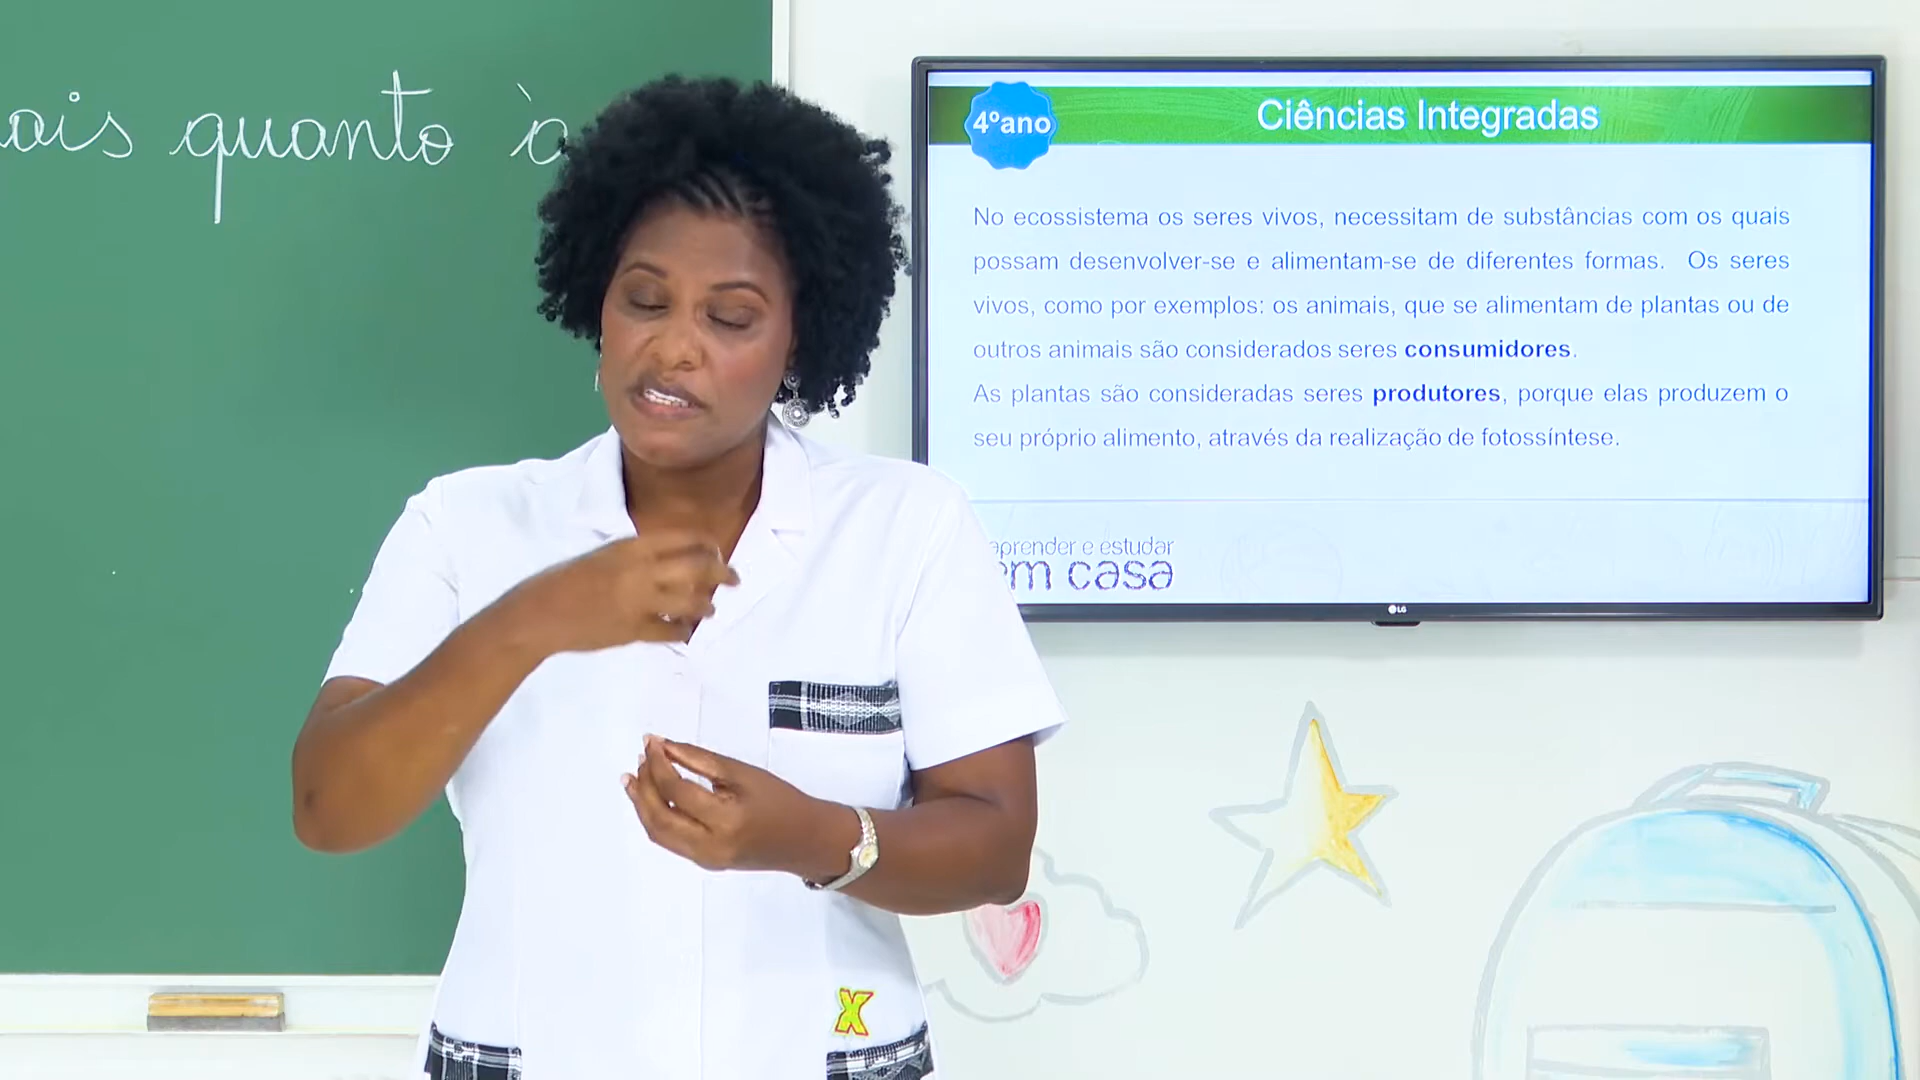 quanto à
4ºano
Ciências Integradas
No ecossistema os seres vivos, necessitam de substâncias com os quais
possam desenvolver-se e alimentam-se de diferentes formas. Os seres
vivos, como por exemplos: os animais, que se alimentam de plantas ou de
outros animais são considerados seres consumidores.
As plantas são consideradas seres produtores, porque elas produzem o
seu próprio alimento, através da realização de fotossíntese.
aprender e estudar
em casa
LG
X